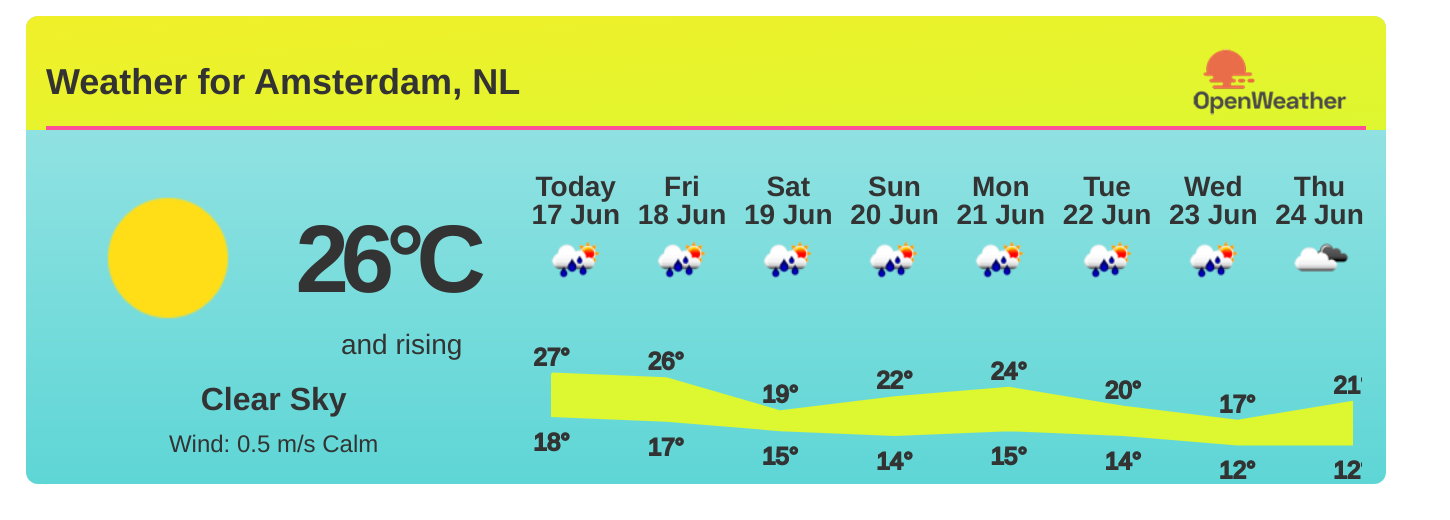 Weather for Amsterdam, NL
OpenWeather
26°C
and rising
Clear Sky
Wind: 0.5 m/s Calm
Today Fri Sat Sun Mon Tue Wed Thu
17 Jun 18 Jun 19 Jun 20 Jun 21 Jun 22 Jun 23 Jun 24 Jun
27° 26° 19° 22° 24° 20° 17° 21°
18° 17° 15° 14° 15° 14° 12° 12°